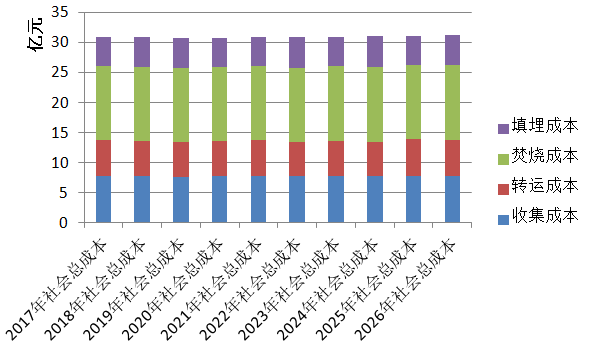 亿元
35
30
25
20
15
10
5
0
2017年社会总成本
2018年社会总成本
2019年社会总成本
2020年社会总成本
2021年社会总成本
2022年社会总成本
2023年社会总成本
2024年社会总成本
2025年社会总成本
2026年社会总成本
填埋成本
焚烧成本
转运成本
收集成本